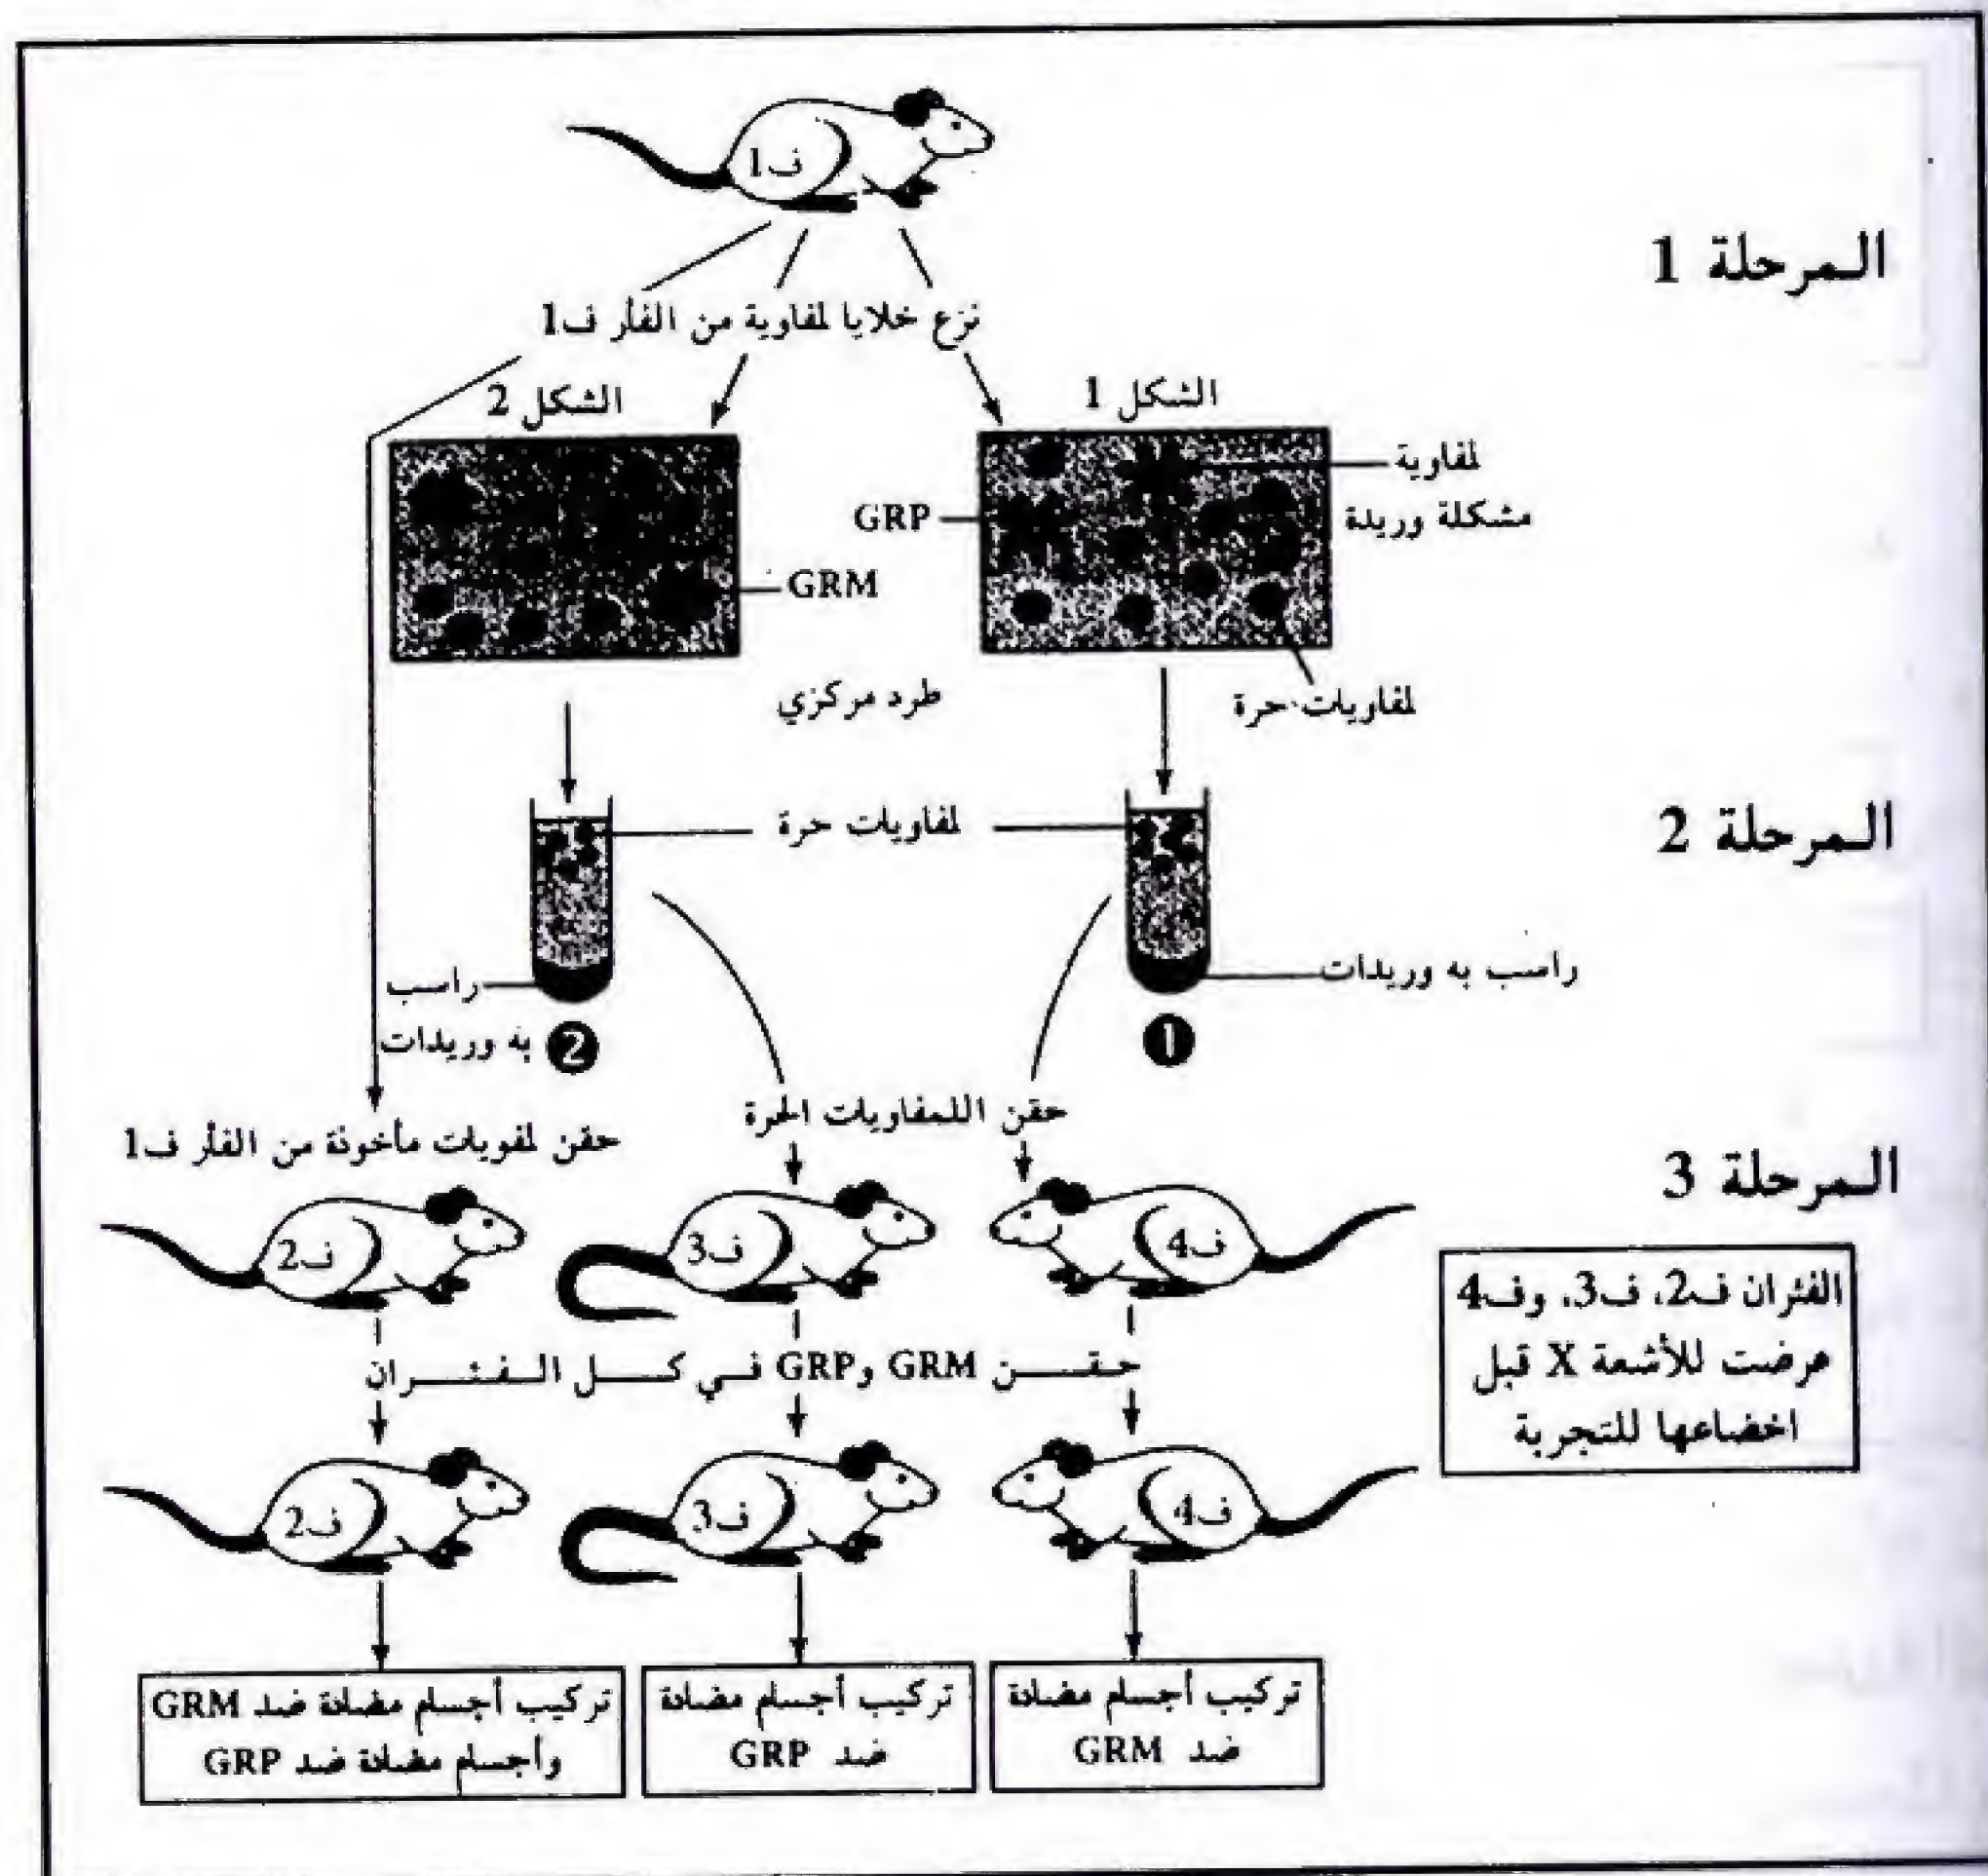 ف1
المرحلة 1
نزع خلايا لمفاوية من الفأر ف1
الشكل 1
الشكل 2
لمفاوية
مشكلة وريدة
GRP
GRM
لمفاويات حرة
طرد مركزي
المرحلة 2
لمفاويات حرة
راسب به وريدات
راسب
به وريدات
1
2
حقن اللمفاويات الحرة
حقن لمفويات مأخوذة من الفأر ف1
المرحلة 3
ف4
ف3
ف2
الفئران ف2، ف3، وف4
عرضت للأشعة X قبل
اخضاعها للتجربة
حقن GRM وGRP في كل الفئران
ف4
ف3
ف2
تركيب أجسام مضادة
ضد GRM
تركيب أجسام مضادة
ضد GRP
تركيب أجسام مضادة ضد GRM
وأجسام مضادة ضد GRP